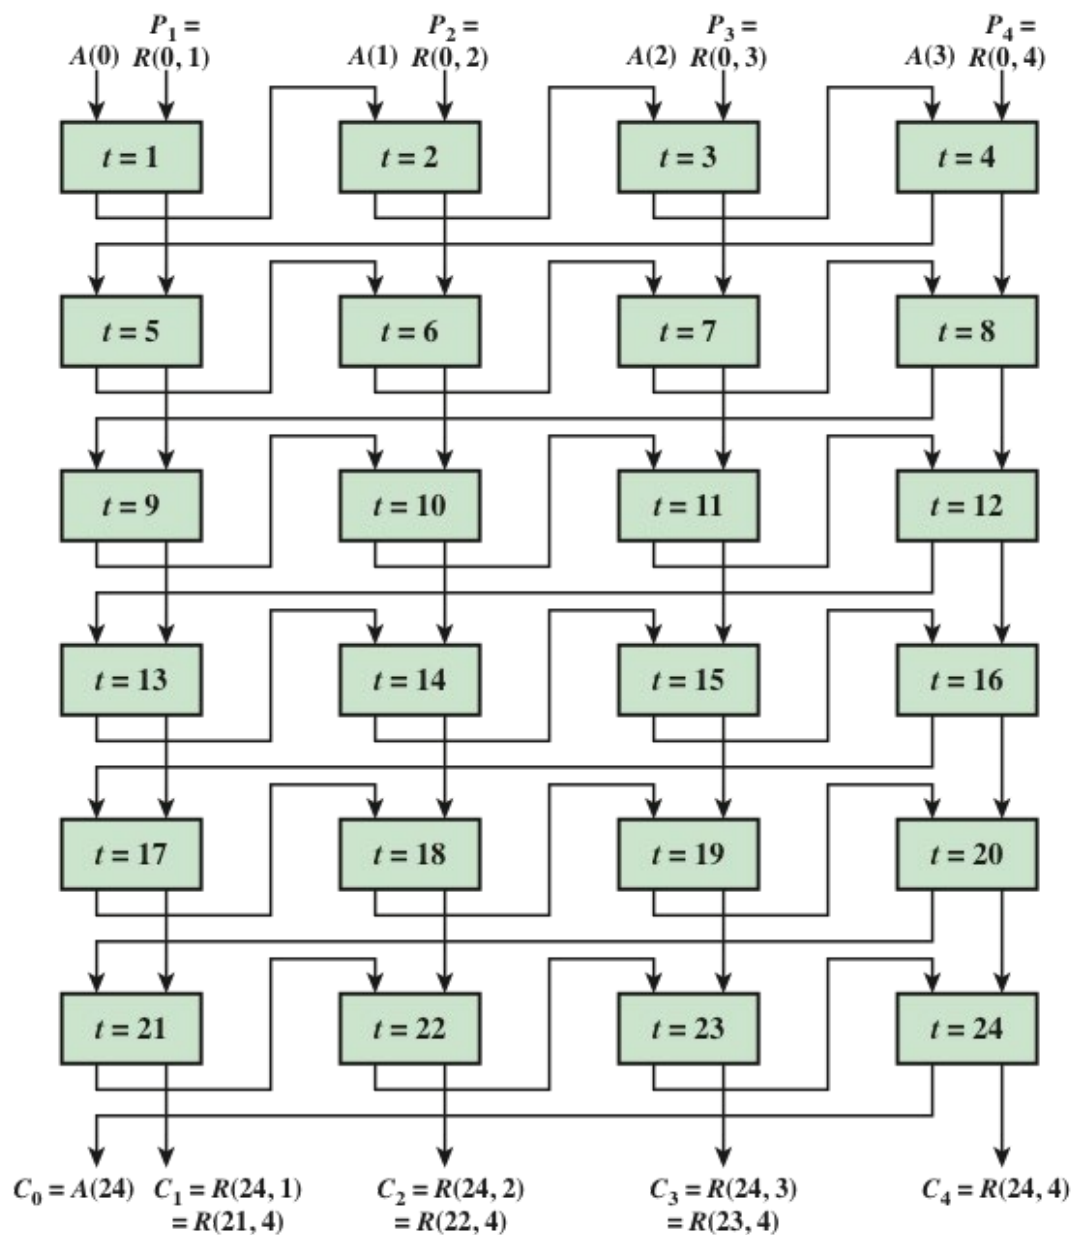 P1 = P2 = P3 = P4 =
A(0) R(0, 1) A(1) R(0, 2) A(2) R(0, 3) A(3) R(0, 4)
t = 1 t = 2 t = 3 t = 4
t = 5 t = 6 t = 7 t = 8
t = 9 t = 10 t = 11 t = 12
t = 13 t = 14 t = 15 t = 16
t = 17 t = 18 t = 19 t = 20
t = 21 t = 22 t = 23 t = 24
C0 = A(24) C1 = R(24, 1) C2 = R(24, 2) C3 = R(24, 3) C4 = R(24, 4)
= R(21, 4) = R(22, 4) = R(23, 4)